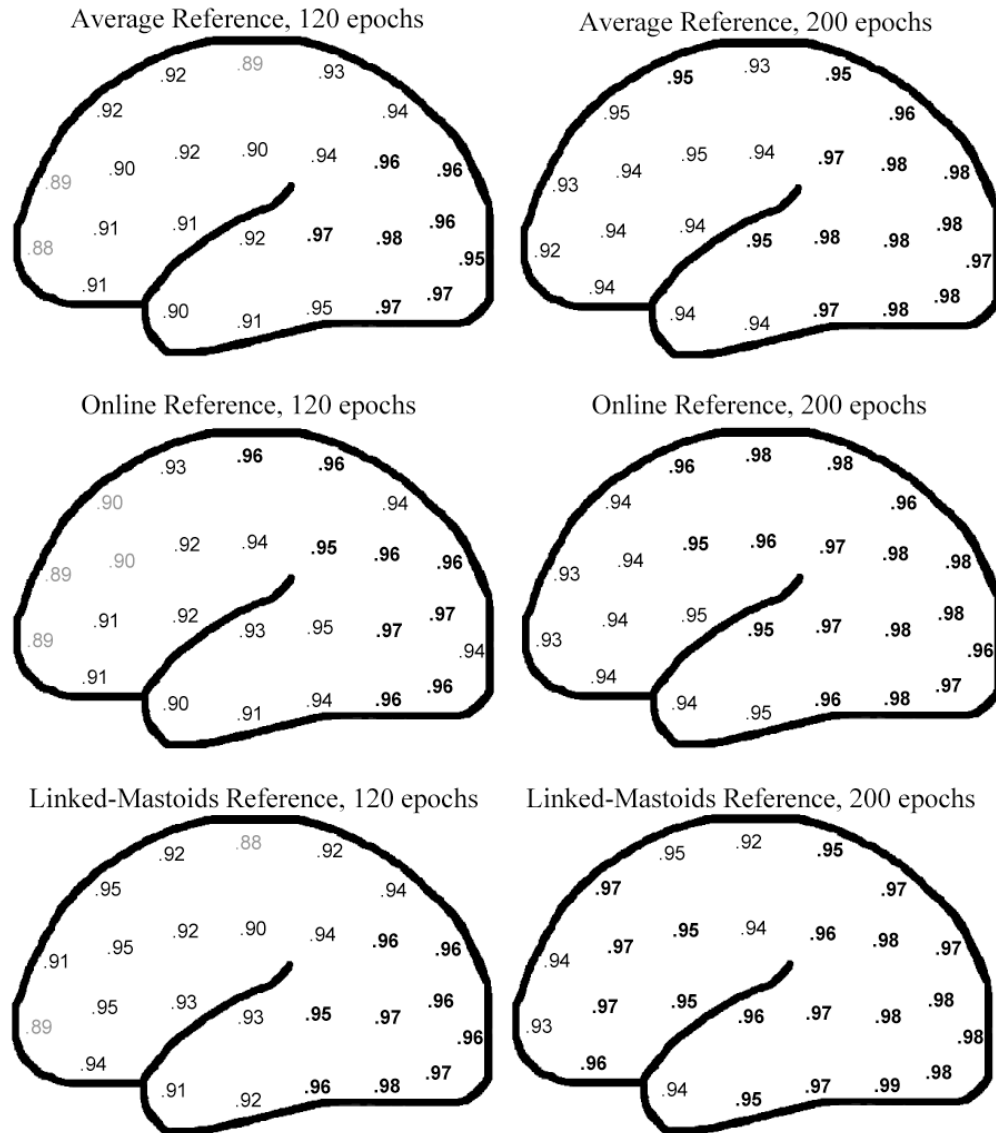 Average Reference, 120 epochs
.89
.92 .93
.92 .94
.92 .90 .94 .96 .96
.90
.89
.91 .91 .92 .97 .98 .96
.88 .95
.91 .97
.90 .91 .95 .97
Average Reference, 200 epochs
.95 .93 .95
.95 .96
.95 .94 .97 .98 .98
.94
.93
.94 .94 .95 .98 .98 .98
.92 .97
.94 .98
.94 .94 .97 .98
Online Reference, 120 epochs
.93 .96 .96
.90 .94
.92 .94 .95 .96 .96
.90
.89
.91 .92 .93 .95 .97 .97
.89 .94
.91 .96
.90 .91 .94 .96
Online Reference, 200 epochs
.96 .98 .98
.94 .96
.95 .96 .97 .98 .98
.94
.93
.94 .95 .95 .97 .98 .98
.93 .96
.94 .97
.94 .95 .96 .98
Linked-Mastoids Reference, 120 epochs
.92 .88 .92
.95 .94
.92 .90 .94 .96 .96
.95
.91
.95 .93 .93 .95 .97 .96
.89 .96
.94 .97
.91 .92 .96 .98
Linked-Mastoids Reference, 200 epochs
.95 .92 .95
.97 .97
.95 .94 .96 .98 .97
.97
.94
.97 .95 .96 .97 .98 .98
.93 .98
.96 .98
.94 .95 .97 .99